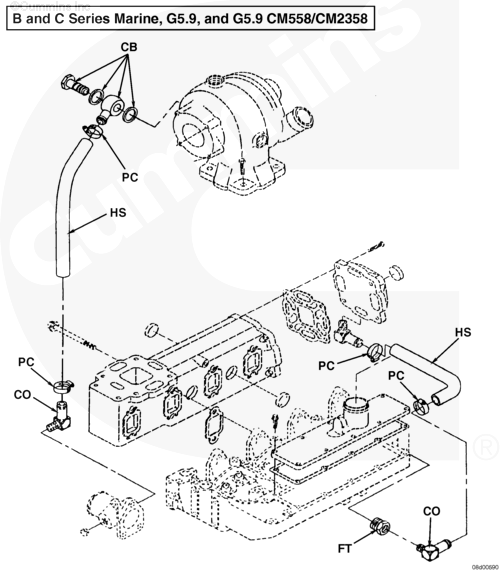 ©Cummins Inc
B and C Series Marine, G5.9, and G5.9 CM558/CM2358
CB
PC
HS
HS
PC
PC
PC
CO
CO
FT
Cummins
®
08d00890